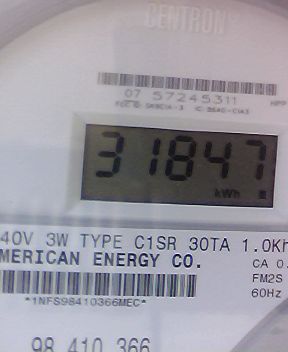 CENTRON
07 57245311
31847
kWh
40V 3W TYPE C1SR 30TA 1.0Kh
MERICAN ENERGY CO.
CA 0.
FM2S
*1NFS98410366MEC*
60Hz
98 410 366